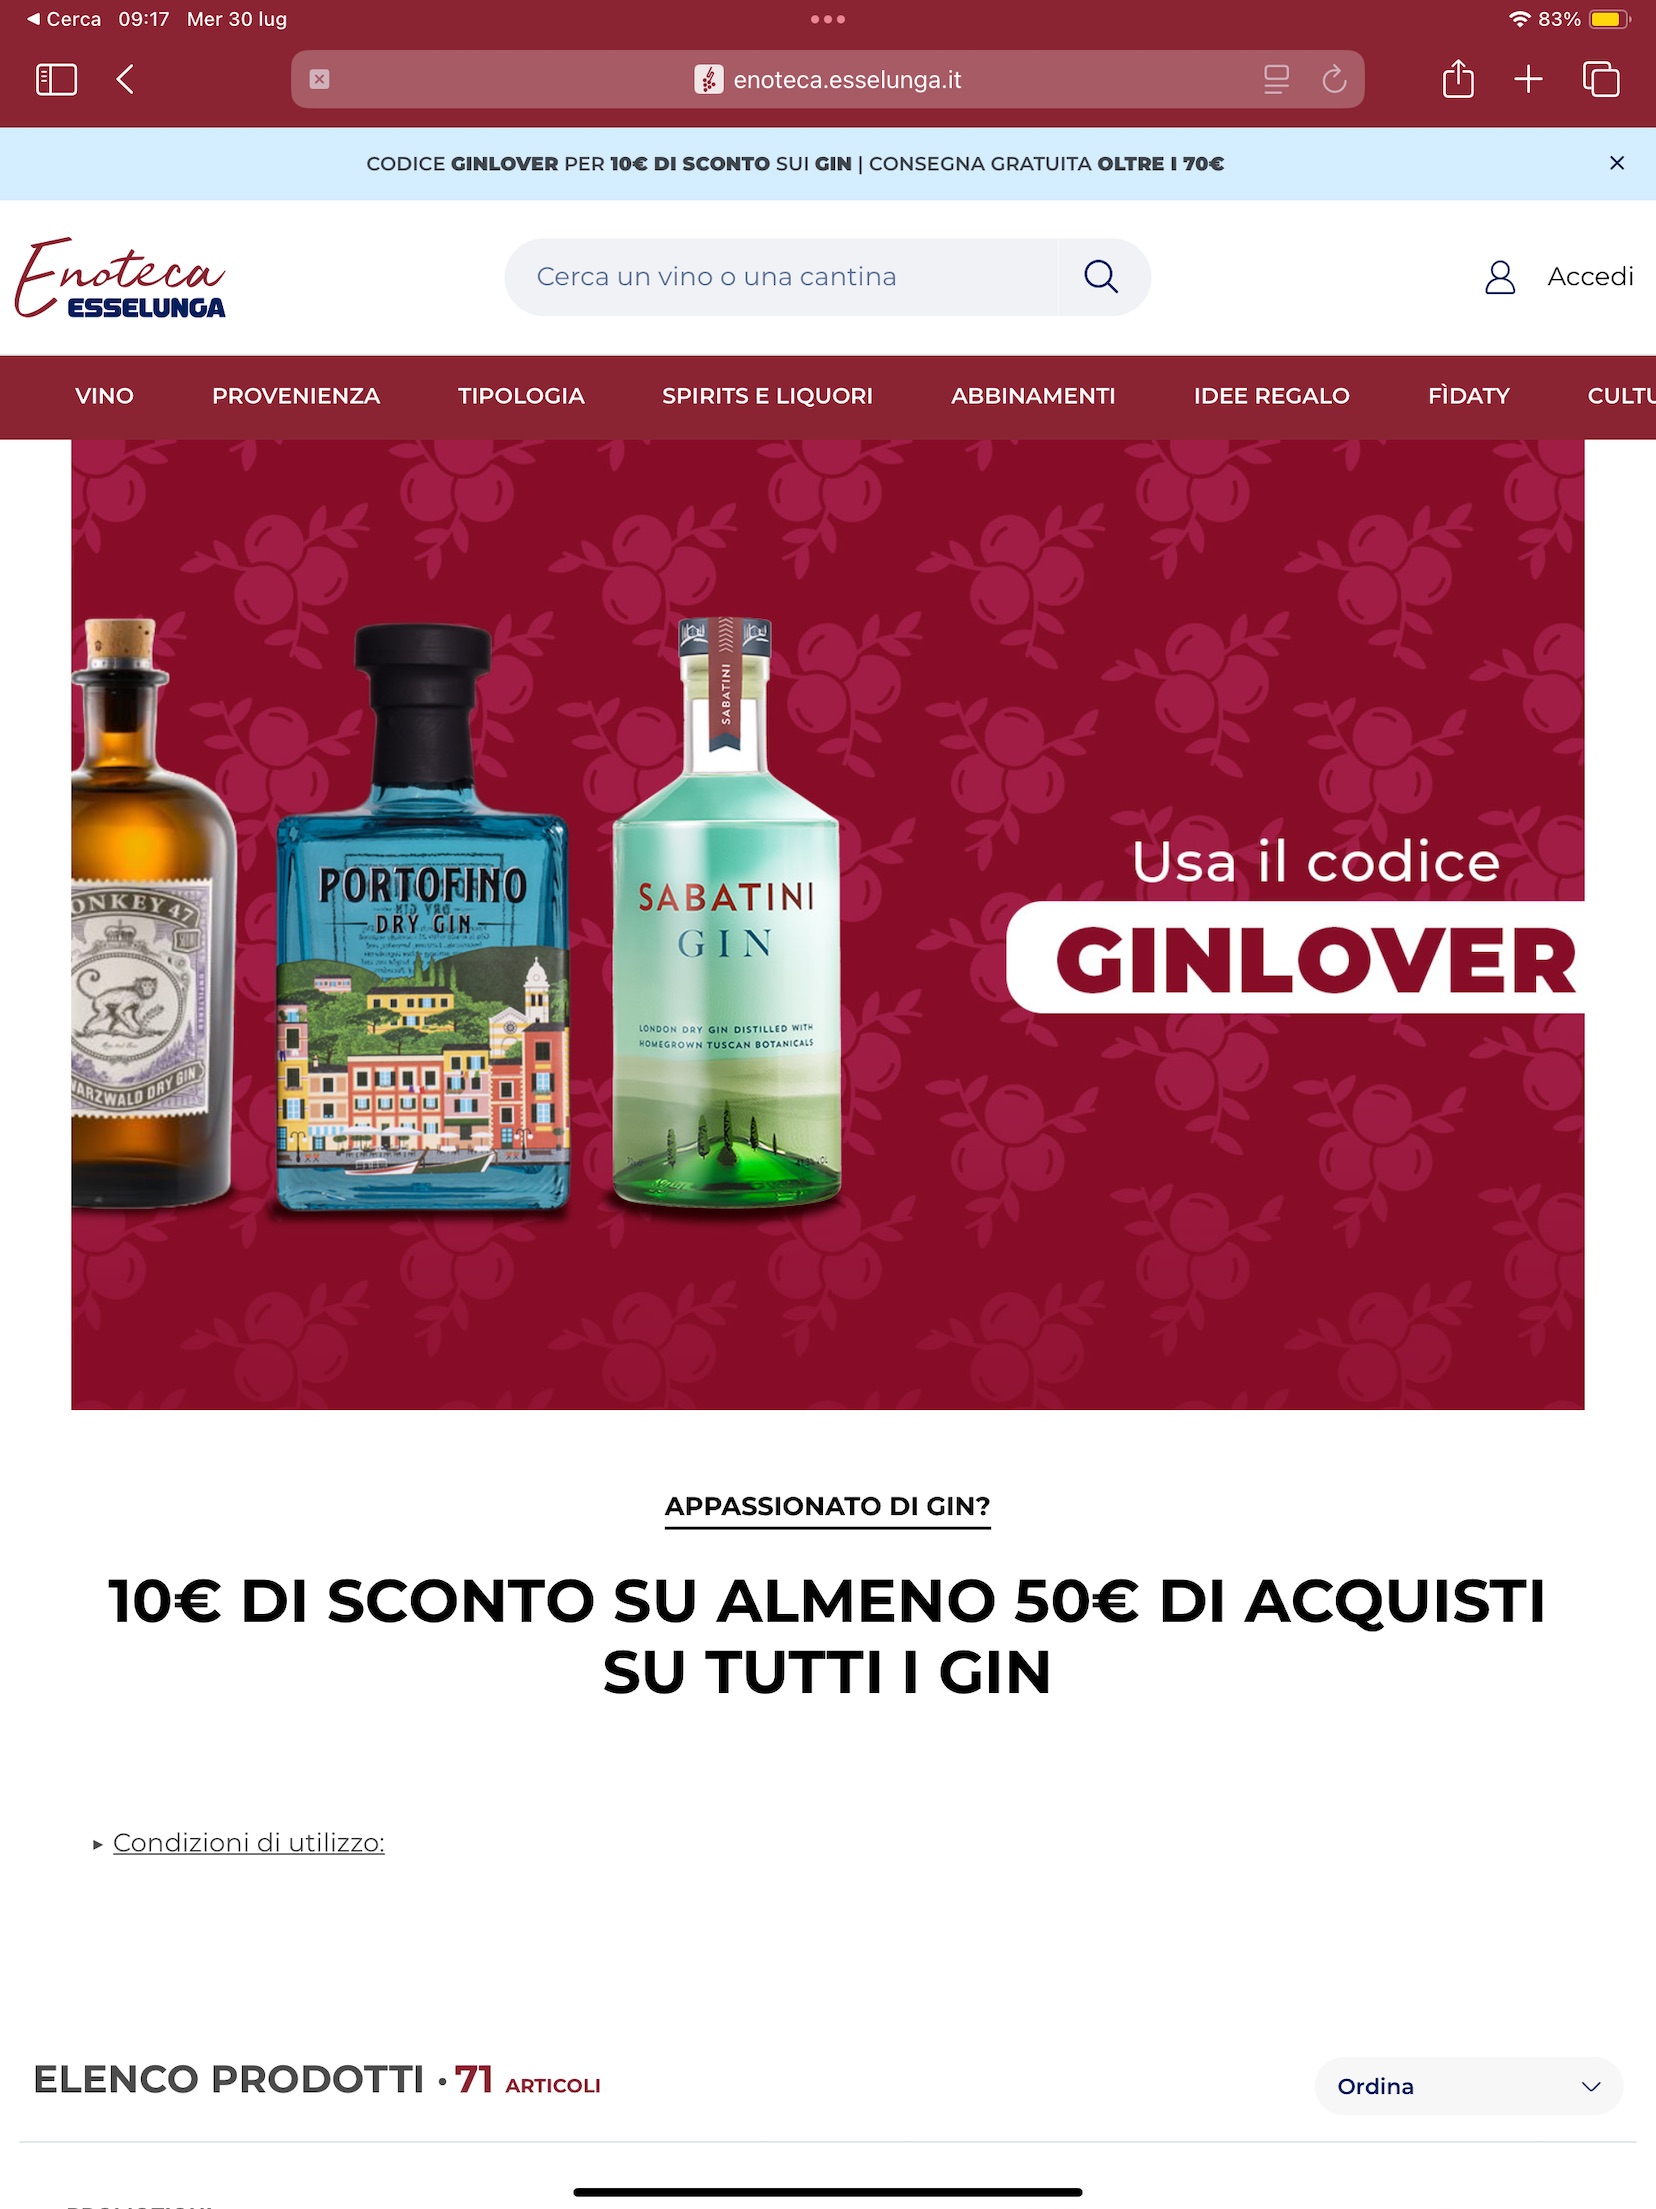 Cerca 09:17 Mer 30 lug
83%
enoteca.esselunga.it
CODICE GINLOVER PER 10€ DI SCONTO SUI GIN | CONSEGNA GRATUITA OLTRE I 70€
Enoteca
ESSELUNGA
Cerca un vino o una cantina
Accedi
VINO PROVENIENZA TIPOLOGIA SPIRITS E LIQUORI ABBINAMENTI IDEE REGALO FÌDATY CULTU
SABATINI
ONKEY 47
UNFILTERED
WARZWALD DRY GIN
PORTOFINO
DRY GIN
SABATINI
GIN
LONDON DRY GIN DISTILLED WITH
HOMEGROWN TUSCAN BOTANICALS
Usa il codice
GINLOVER
APPASSIONATO DI GIN?
10€ DI SCONTO SU ALMENO 50€ DI ACQUISTI
SU TUTTI I GIN
Condizioni di utilizzo:
ELENCO PRODOTTI · 71 ARTICOLI
Ordina